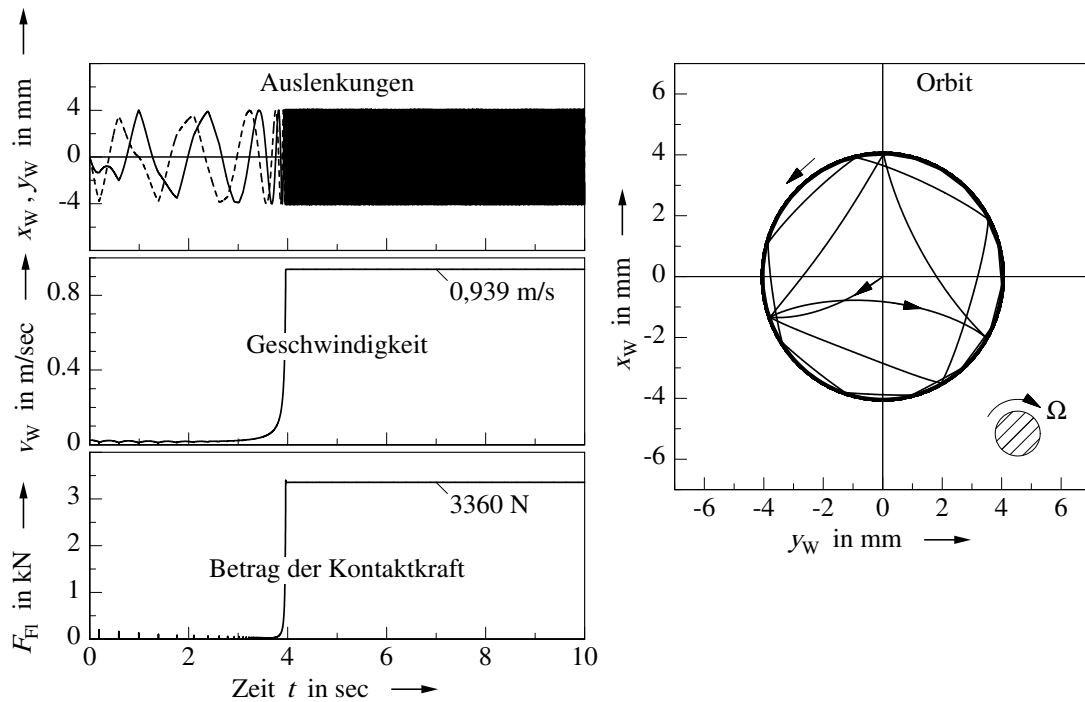 x_W , y_W in mm
Auslenkungen
4
0
-4
v_W in m/sec
0.8
0.4
0
0,939 m/s
Geschwindigkeit
F_Fl in kN
3
2
1
0
3360 N
Betrag der Kontaktkraft
0 2 4 6 8 10
Zeit t in sec
Orbit
x_W in mm
6
4
2
0
-2
-4
-6
Ω
-6 -4 -2 0 2 4 6
y_W in mm